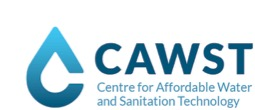 CAWST
Centre for Affordable Water
and Sanitation Technology